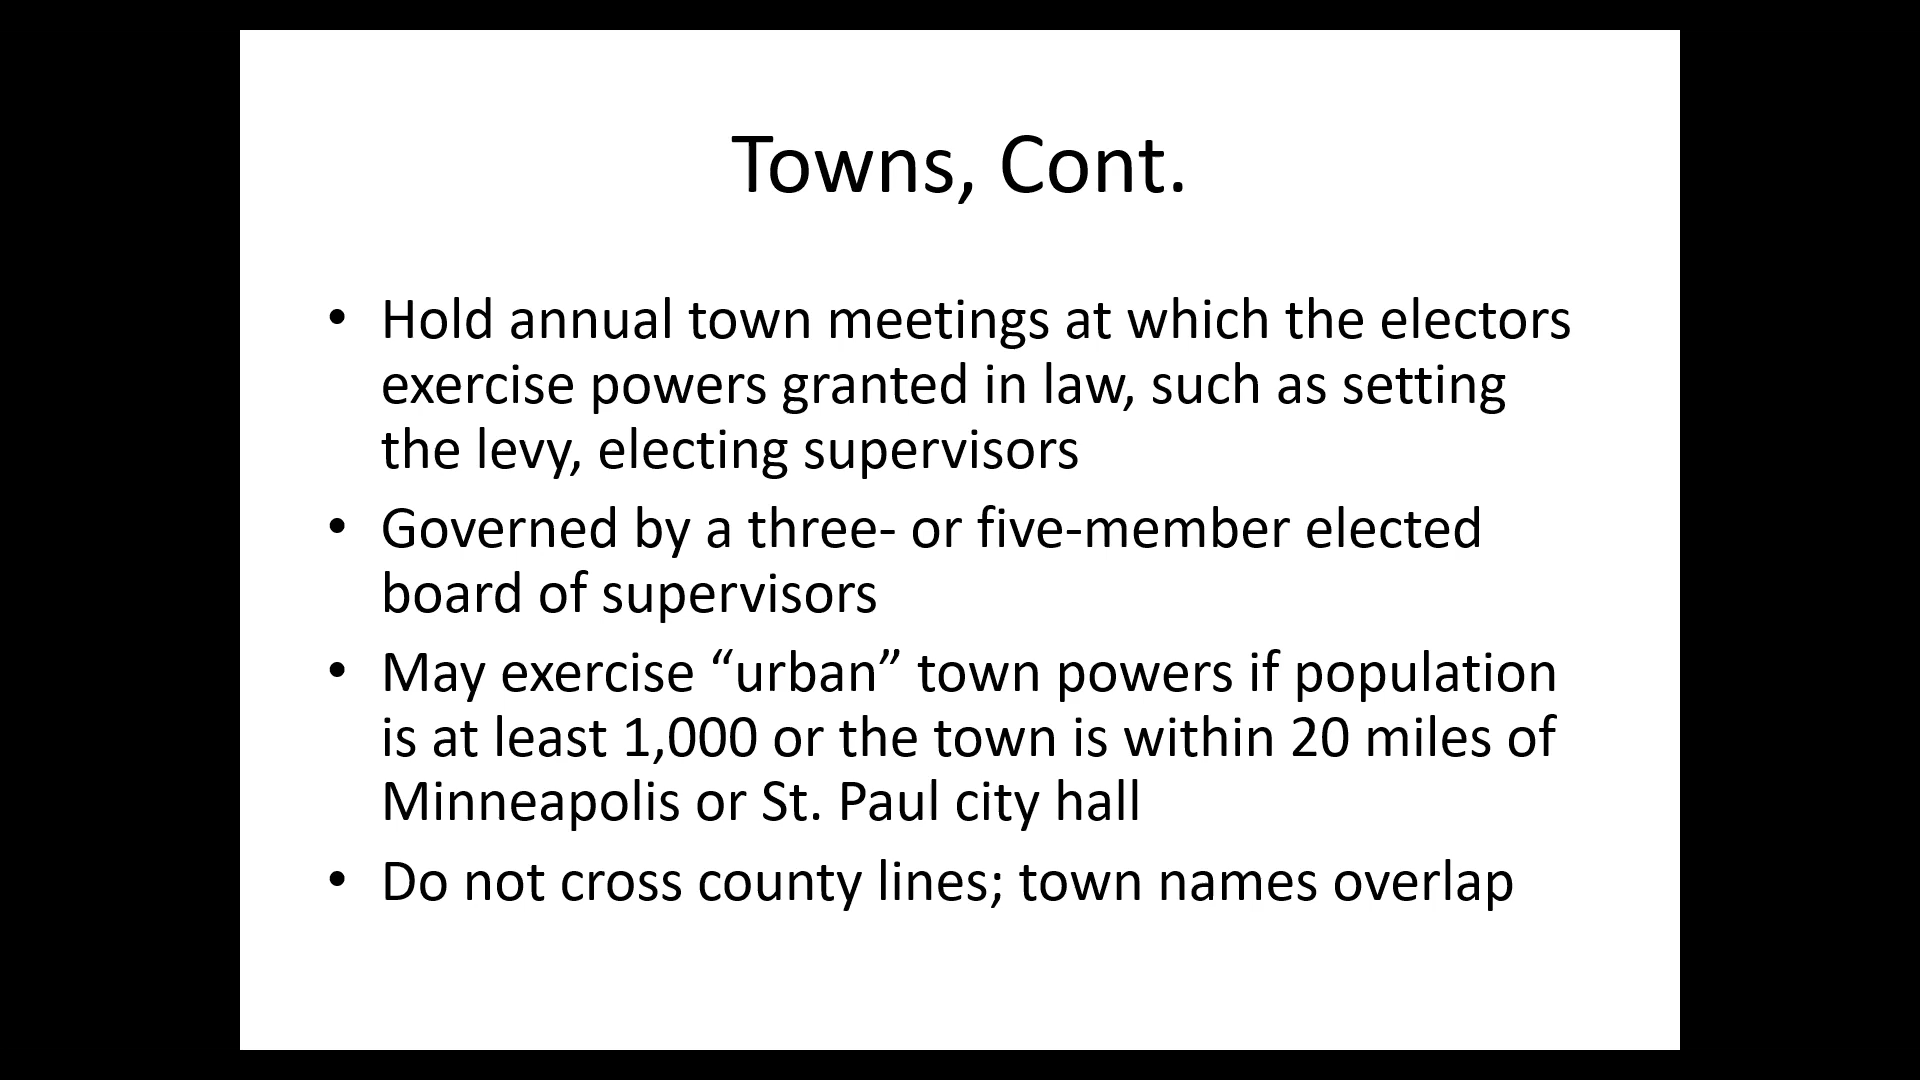 Towns, Cont.
• Hold annual town meetings at which the electors
exercise powers granted in law, such as setting
the levy, electing supervisors
• Governed by a three- or five-member elected
board of supervisors
• May exercise “urban” town powers if population
is at least 1,000 or the town is within 20 miles of
Minneapolis or St. Paul city hall
• Do not cross county lines; town names overlap